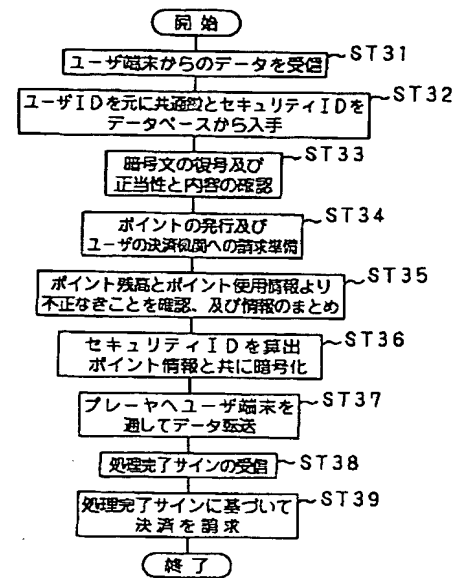 開始
ユーザ端末からのデータを受信
ST31
ユーザIDを元に共通鍵とセキュリティIDを
データベースから入手
ST32
暗号文の復号及び
正当性と内容の確認
ST33
ポイントの発行及び
ユーザの決済機関への請求準備
ST34
ポイント残高とポイント使用情報より
不正なきことを確認、及び情報のまとめ
ST35
セキュリティIDを算出
ポイント情報と共に暗号化
ST36
プレーヤへユーザ端末を
通してデータ転送
ST37
処理完了サインの受信
ST38
処理完了サインに基づいて
決済を請求
ST39
終了